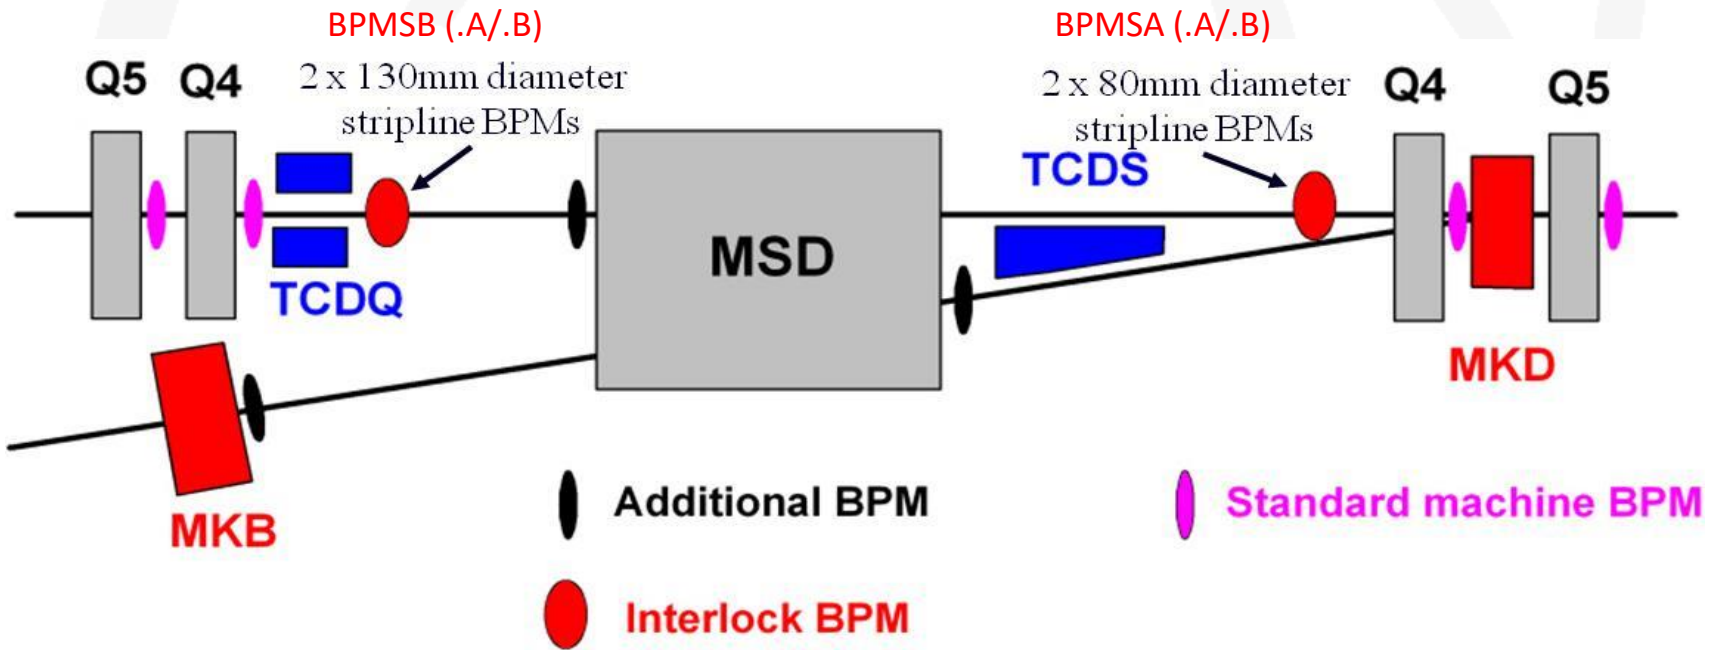 BPMSB (.A/.B)
BPMSA (.A/.B)
Q5
Q4
2 x 130mm diameter
stripline BPMs
2 x 80mm diameter
stripline BPMs
Q4
Q5
TCDS
MSD
TCDQ
MKD
MKB
Additional BPM
Standard machine BPM
Interlock BPM